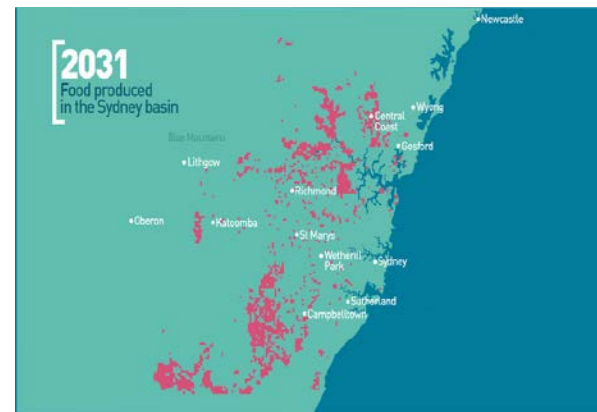 2031
Food produced
in the Sydney basin
Newcastle
Wyong
Central
Coast
Gosford
Blue Mountains
Lithgow
Richmond
Oberon
Katoomba
St Marys
Wetherill
Park
Sydney
Sutherland
Campbelltown